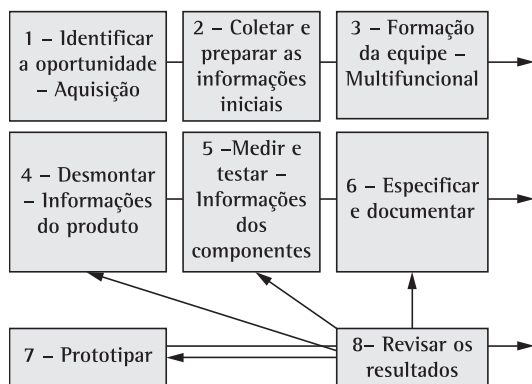 1 – Identificar
a oportunidade
– Aquisição
2 – Coletar e
preparar as
informações
iniciais
3 – Formação
da equipe –
Multifuncional
4 – Desmontar
– Informações
do produto
5 –Medir e
testar –
Informações
dos
componentes
6 – Especificar
e documentar
7 – Prototipar
8– Revisar os
resultados